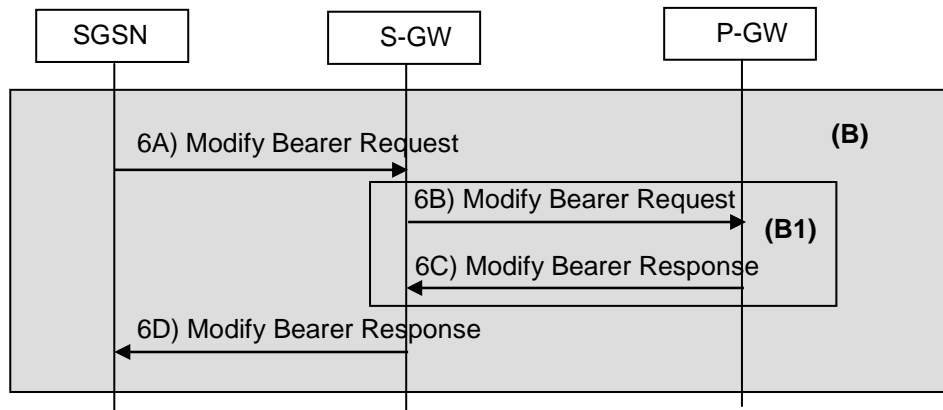 SGSN
S-GW
P-GW
(B)
6A) Modify Bearer Request
6B) Modify Bearer Request
(B1)
6C) Modify Bearer Response
6D) Modify Bearer Response